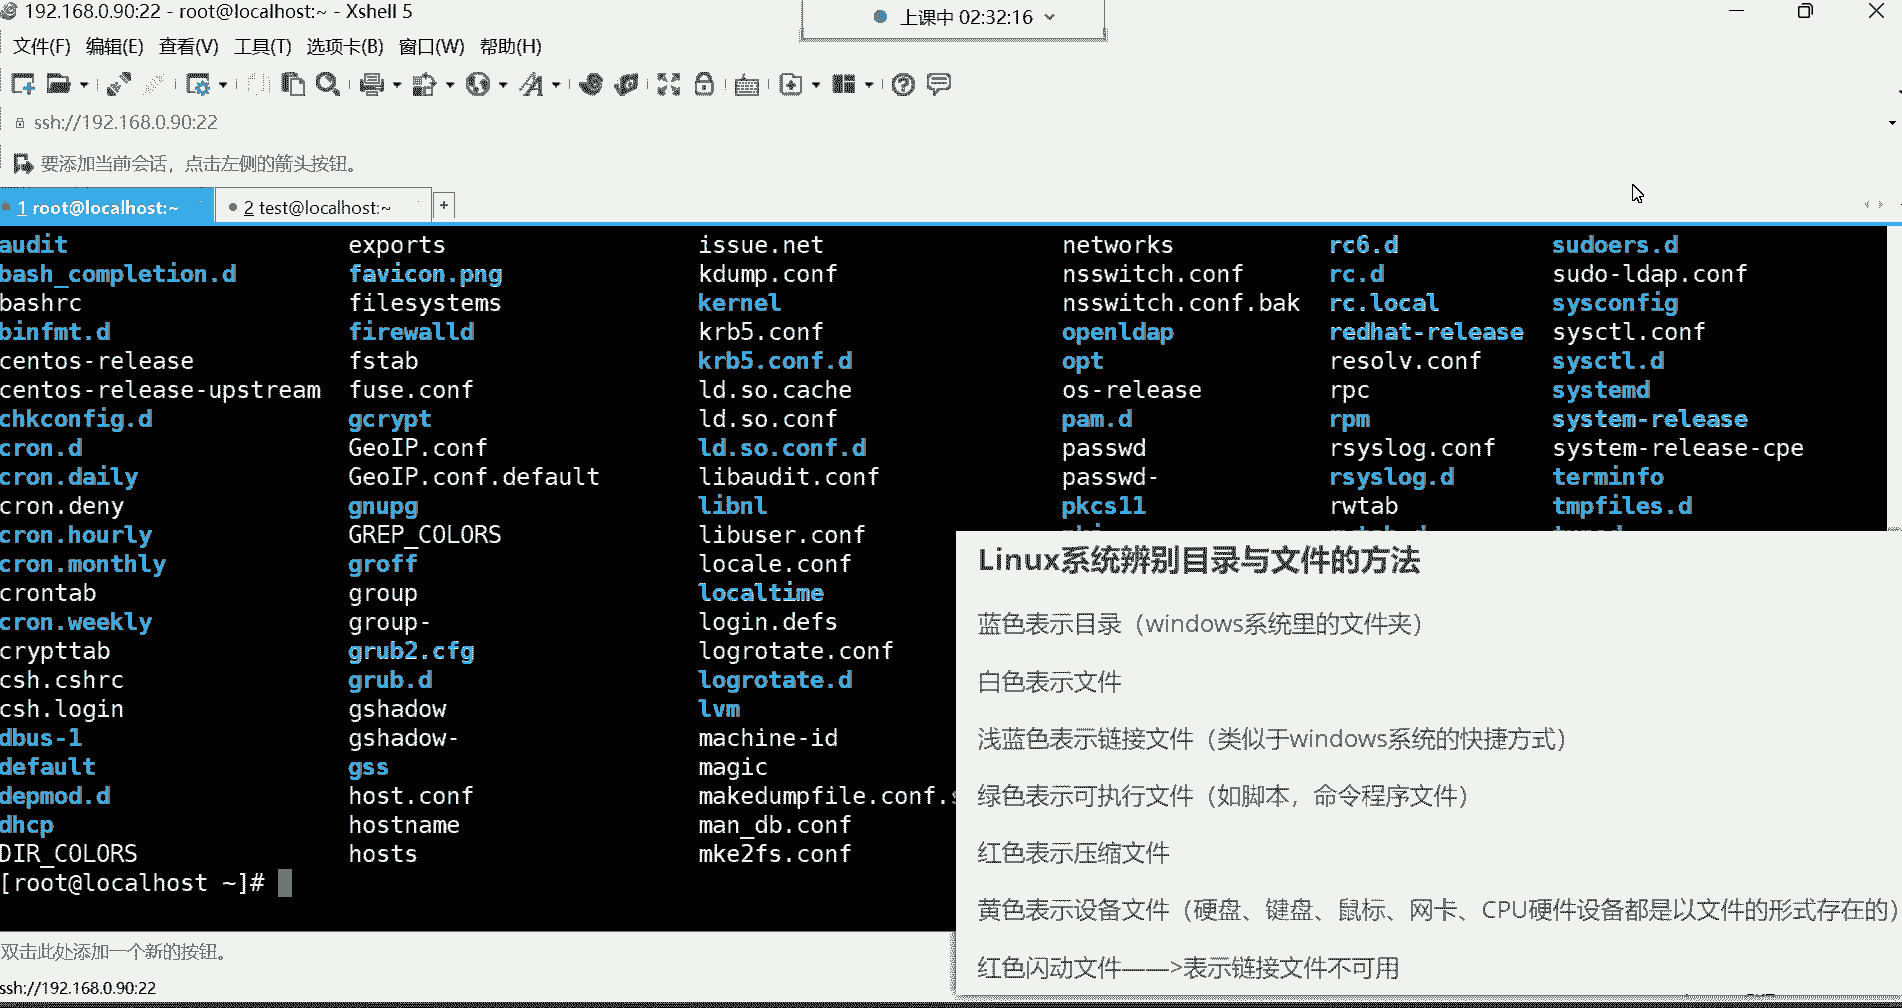 192.168.0.90:22 - root@localhost:~ - Xshell 5
上课中 02:32:16
文件(F) 编辑(E) 查看(V) 工具(T) 选项卡(B) 窗口(W) 帮助(H)
ssh://192.168.0.90:22
要添加当前会话，点击左侧的箭头按钮。
1 root@localhost:~ 2 test@localhost:~ +
audit exports issue.net networks rc6.d sudoers.d
bash_completion.d favicon.png kdump.conf nsswitch.conf rc.d sudo-ldap.conf
bashrc filesystems kernel nsswitch.conf.bak rc.local sysconfig
binfmt.d firewalld krb5.conf openldap redhat-release sysctl.conf
centos-release fstab krb5.conf.d opt resolv.conf sysctl.d
centos-release-upstream fuse.conf ld.so.cache os-release rpc systemd
chkconfig.d gcrypt ld.so.conf pam.d rpm system-release
cron.d GeoIP.conf ld.so.conf.d passwd rsyslog.conf system-release-cpe
cron.daily GeoIP.conf.default libaudit.conf passwd- rsyslog.d terminfo
cron.deny gnupg libnl pkcs11 rwtab tmpfiles.d
cron.hourly GREP_COLORS libuser.conf
cron.monthly groff locale.conf
crontab group localtime
cron.weekly group- login.defs
crypttab grub2.cfg logrotate.conf
csh.cshrc grub.d logrotate.d
csh.login gshadow lvm
dbus-1 gshadow- machine-id
default gss magic
depmod.d host.conf makedumpfile.conf.s
dhcp hostname man_db.conf
DIR_COLORS hosts mke2fs.conf
[root@localhost ~]#
Linux系统辨别目录与文件的方法
蓝色表示目录（windows系统里的文件夹）
白色表示文件
浅蓝色表示链接文件（类似于windows系统的快捷方式）
绿色表示可执行文件（如脚本，命令程序文件）
红色表示压缩文件
黄色表示设备文件（硬盘、键盘、鼠标、网卡、CPU硬件设备都是以文件的形式存在的）
红色闪动文件——>表示链接文件不可用
双击此处添加一个新的按钮。
ssh://192.168.0.90:22